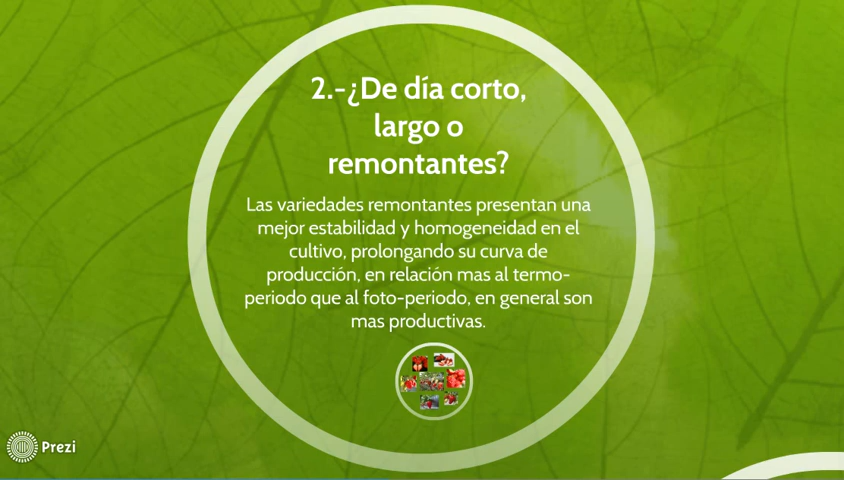 2.-¿De día corto,
largo o
remontantes?
Las variedades remontantes presentan una
mejor estabilidad y homogeneidad en el
cultivo, prolongando su curva de
producción, en relación mas al termo-
periodo que al foto-periodo, en general son
mas productivas.
Prezi